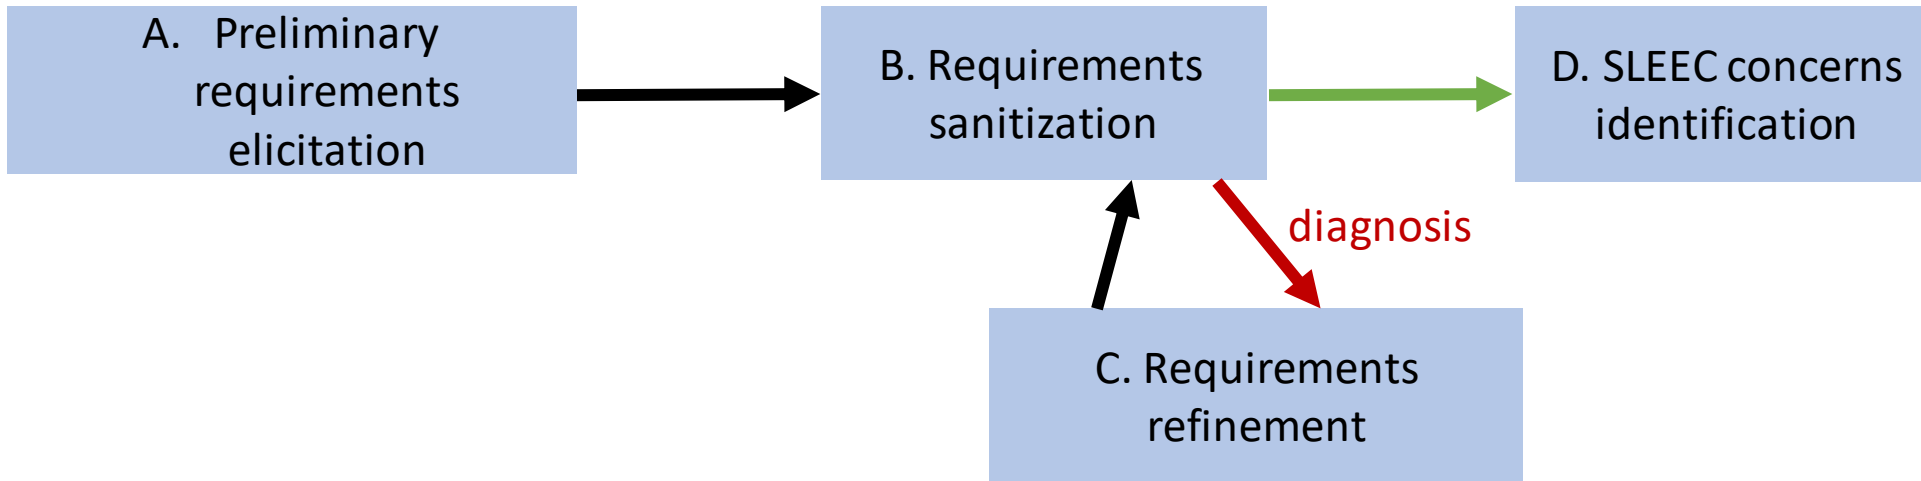 A. Preliminary
requirements
elicitation
B. Requirements
sanitization
D. SLEEC concerns
identification
diagnosis
C. Requirements
refinement